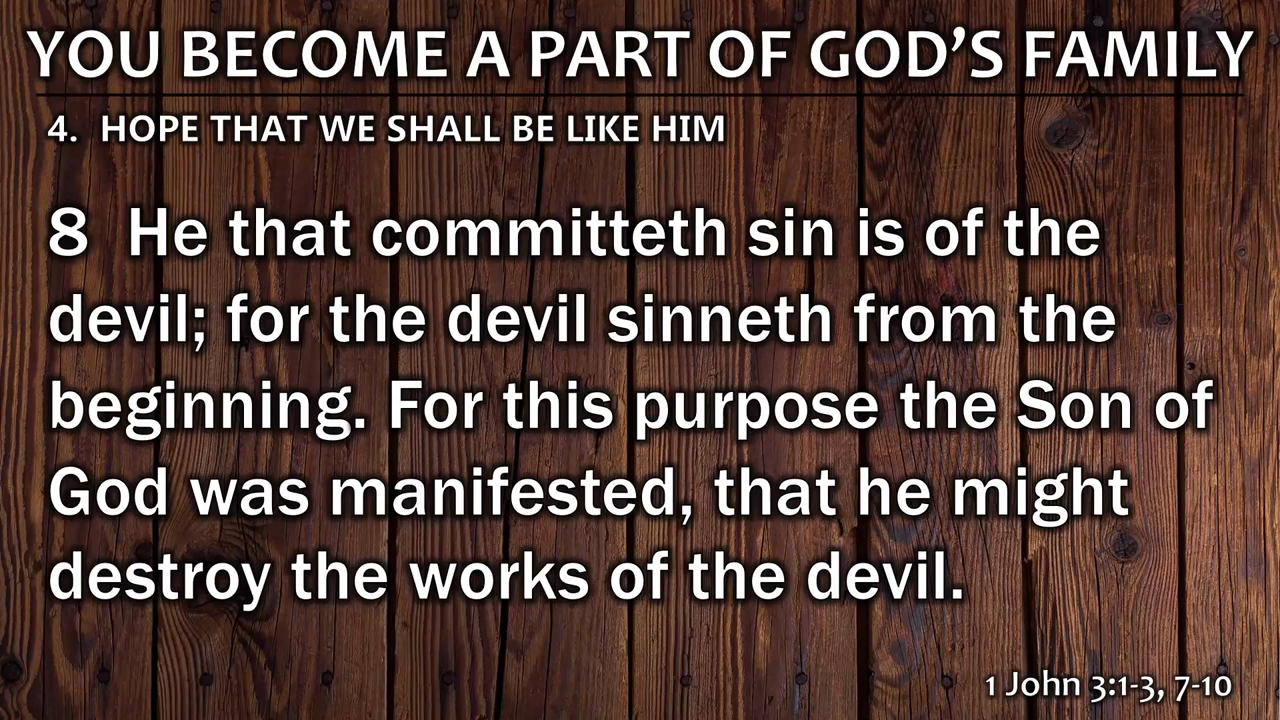 YOU BECOME A PART OF GOD’S FAMILY
4. HOPE THAT WE SHALL BE LIKE HIM
8 He that committeth sin is of the
devil; for the devil sinneth from the
beginning. For this purpose the Son of
God was manifested, that he might
destroy the works of the devil.
1 John 3:1-3, 7-10